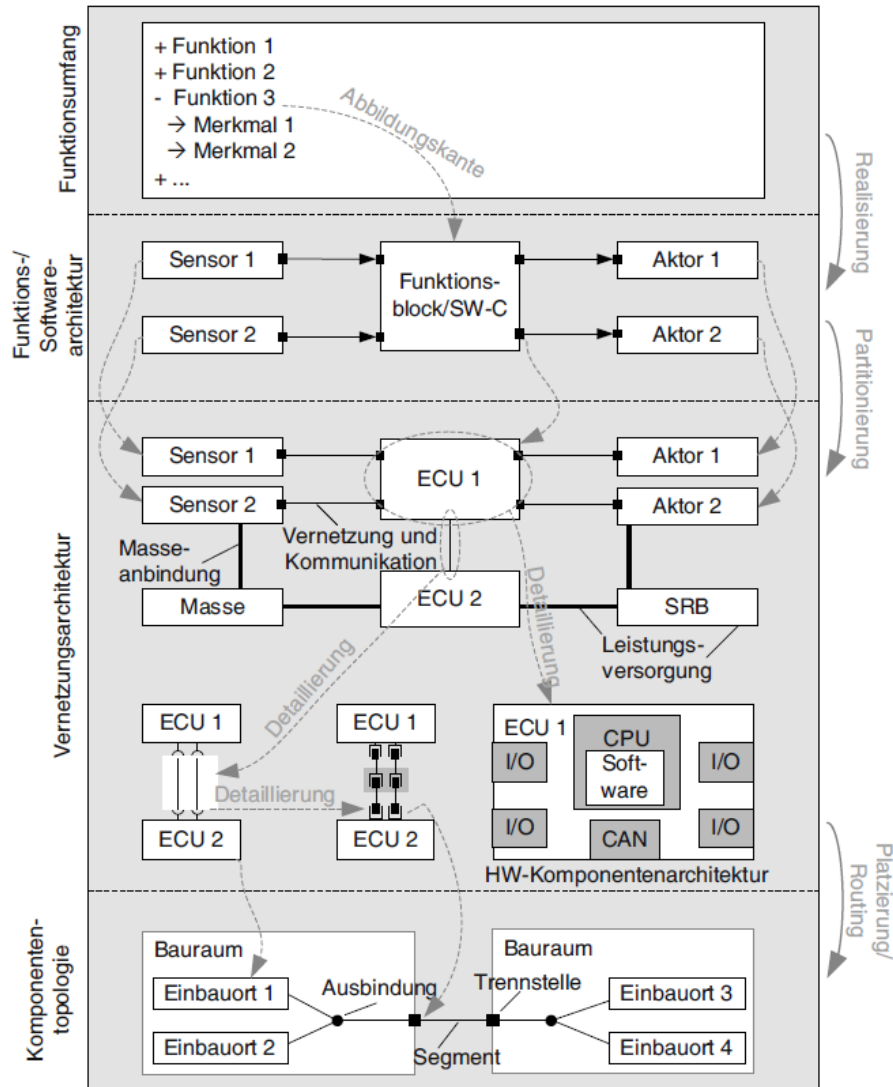 Funktionsumfang
+ Funktion 1
+ Funktion 2
- Funktion 3
→ Merkmal 1
→ Merkmal 2
+ ...
Abbildungskante
Realisierung
Funktions-/
Software-
architektur
Sensor 1
Funktions-
block/SW-C
Aktor 1
Sensor 2
Aktor 2
Partitionierung
Vernetzungsarchitektur
Sensor 1
ECU 1
Aktor 1
Sensor 2
Aktor 2
Masse-
anbindung
Vernetzung und
Kommunikation
Masse
ECU 2
SRB
Leistungs-
versorgung
Detaillierung
Detaillierung
ECU 1
ECU 2
Detaillierung
ECU 1
ECU 2
ECU 1
CPU
Soft-
ware
I/O
I/O
I/O
I/O
CAN
HW-Komponentenarchitektur
Platzierung/
Routing
Komponenten-
topologie
Bauraum
Einbauort 1
Einbauort 2
Ausbindung
Segment
Trennstelle
Bauraum
Einbauort 3
Einbauort 4